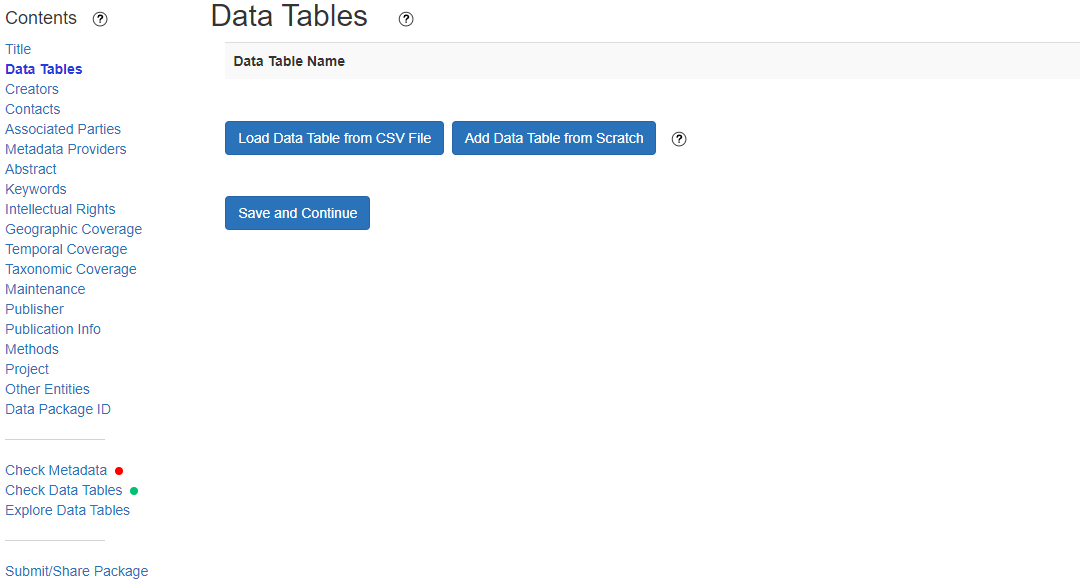 Contents ?
Title
Data Tables
Creators
Contacts
Associated Parties
Metadata Providers
Abstract
Keywords
Intellectual Rights
Geographic Coverage
Temporal Coverage
Taxonomic Coverage
Maintenance
Publisher
Publication Info
Methods
Project
Other Entities
Data Package ID
Check Metadata
Check Data Tables
Explore Data Tables
Submit/Share Package
Data Tables ?
Data Table Name
Load Data Table from CSV File Add Data Table from Scratch ?
Save and Continue